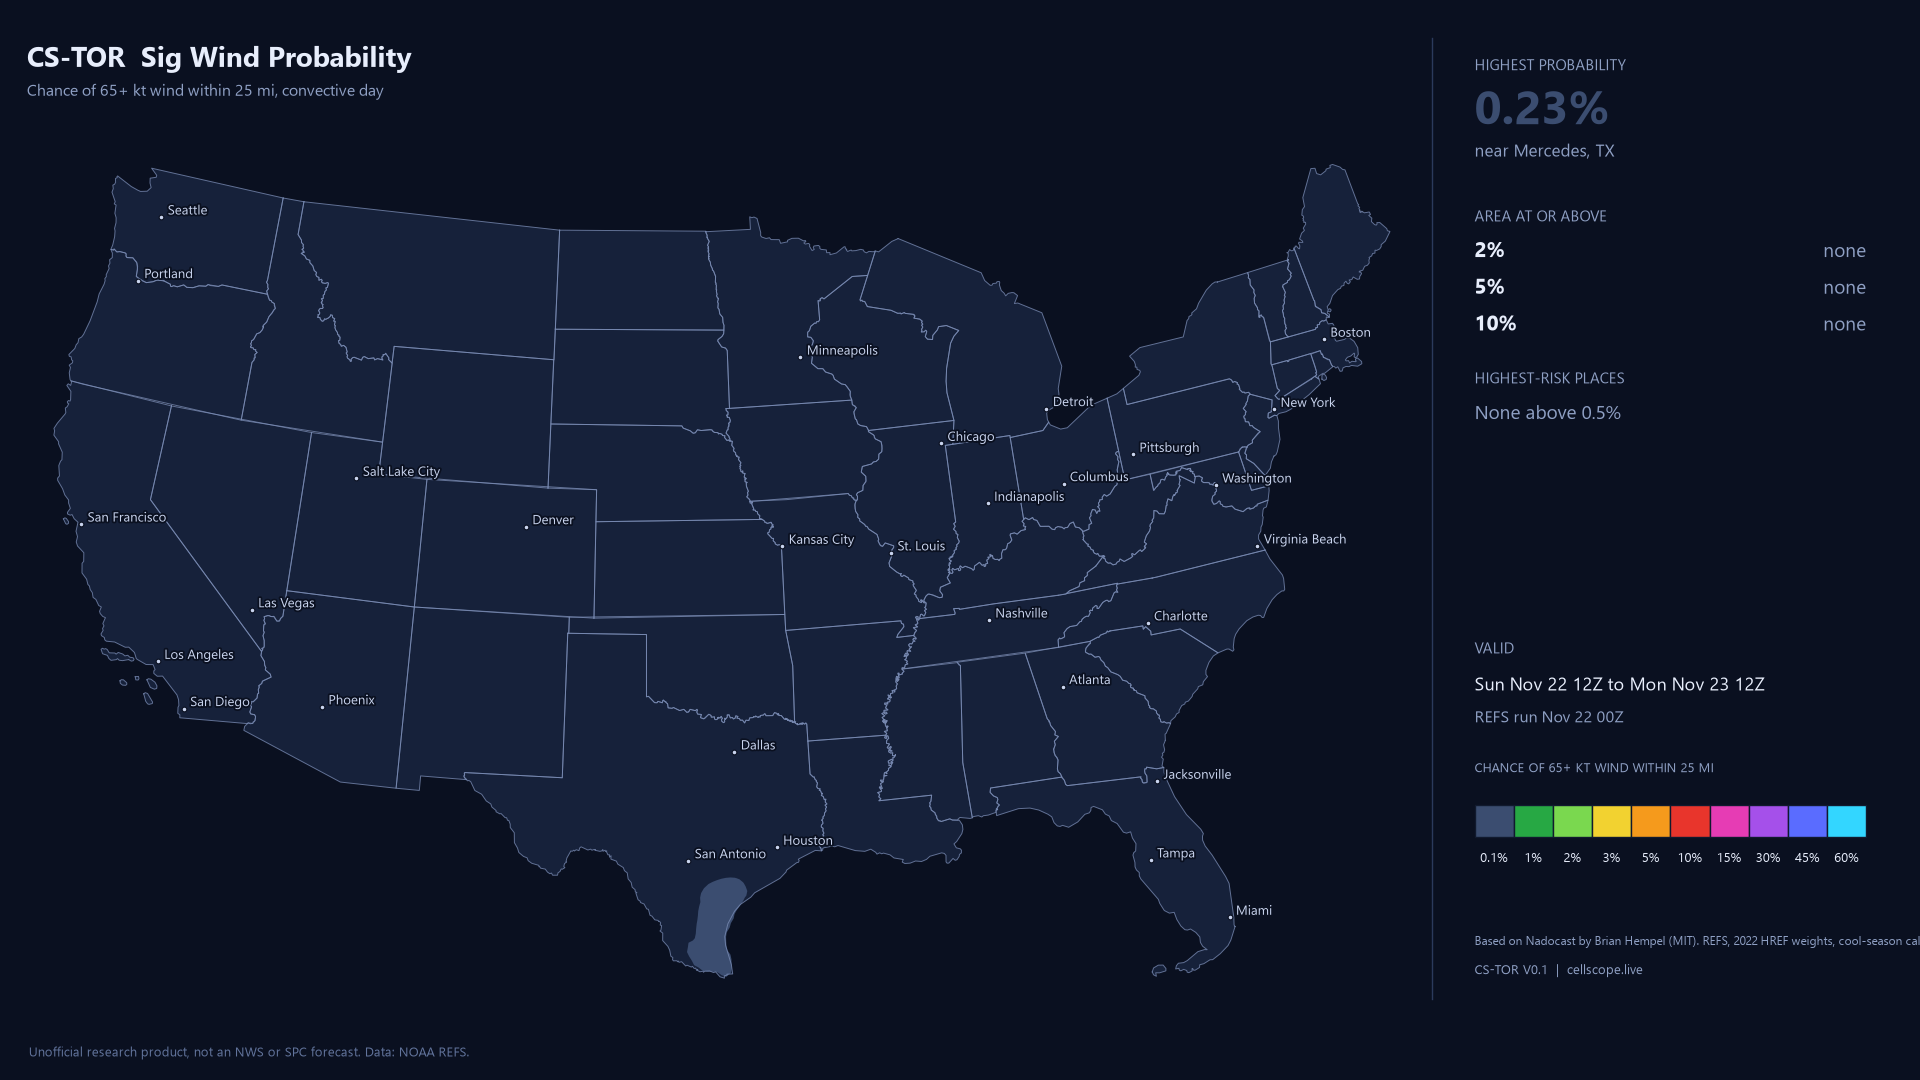 CS-TOR  Sig Wind Probability
Chance of 65+ kt wind within 25 mi, convective day
Seattle
Portland
Minneapolis
Boston
Detroit
New York
Chicago
Pittsburgh
Salt Lake City
Columbus
Washington
Indianapolis
San Francisco
Denver
Kansas City
St. Louis
Virginia Beach
Las Vegas
Nashville
Charlotte
Los Angeles
Atlanta
San Diego
Phoenix
Dallas
Jacksonville
Houston
San Antonio
Tampa
Miami
HIGHEST PROBABILITY
0.23%
near Mercedes, TX
AREA AT OR ABOVE
2% none
5% none
10% none
HIGHEST-RISK PLACES
None above 0.5%
VALID
Sun Nov 22 12Z to Mon Nov 23 12Z
REFS run Nov 22 00Z
CHANCE OF 65+ KT WIND WITHIN 25 MI
0.1% 1% 2% 3% 5% 10% 15% 30% 45% 60%
Based on Nadocast by Brian Hempel (MIT). REFS, 2022 HREF weights, cool-season cal
CS-TOR V0.1 | cellscope.live
Unofficial research product, not an NWS or SPC forecast. Data: NOAA REFS.